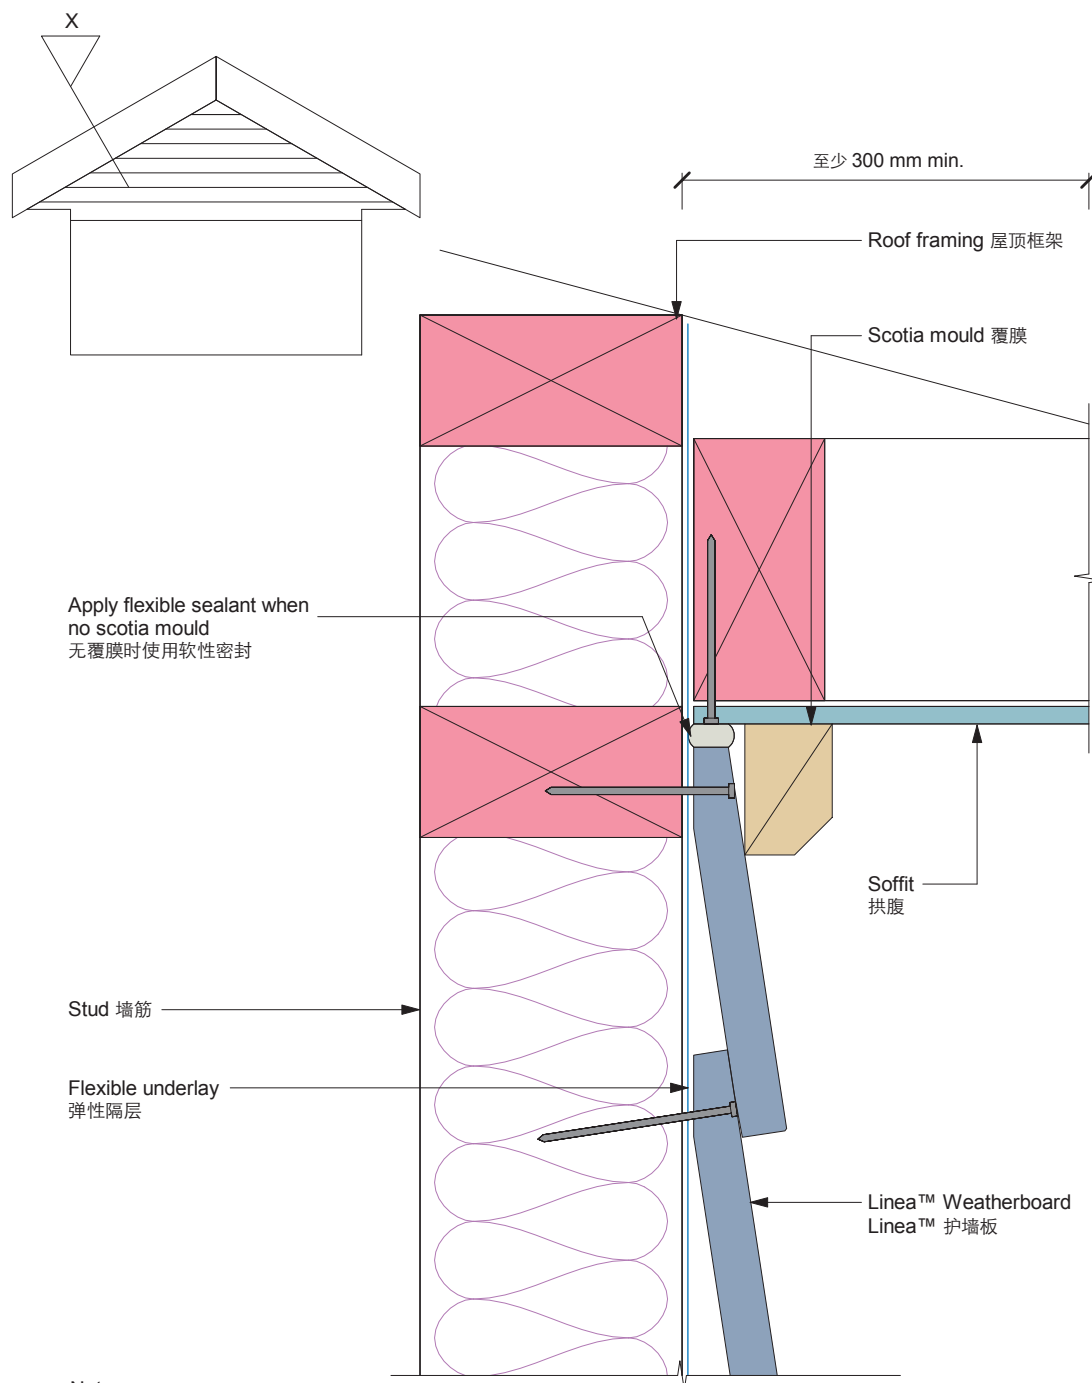 X
至少 300 mm min.
Roof framing 屋顶框架
Scotia mould 覆膜
Apply flexible sealant when
no scotia mould
无覆膜时使用软性密封
Soffit
拱腹
Stud 墙筋
Flexible underlay
弹性隔层
Linea™ Weatherboard
Linea™ 护墙板